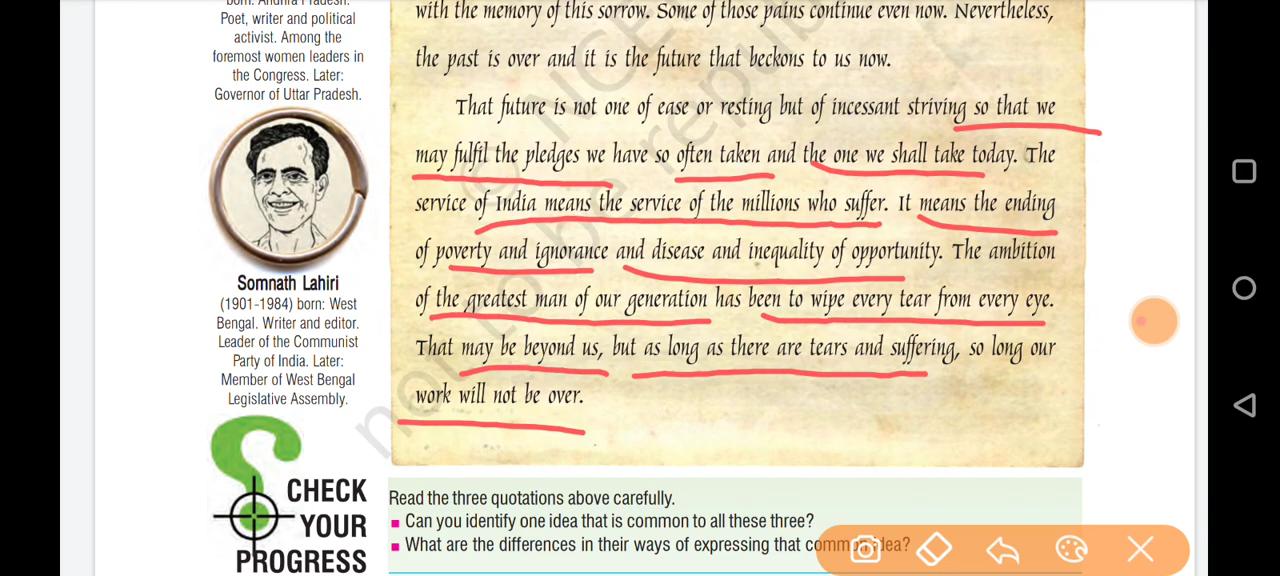 born: Andhra Pradesh.
Poet, writer and political
activist. Among the
foremost women leaders in
the Congress. Later:
Governor of Uttar Pradesh.
Somnath Lahiri
(1901-1984) born: West
Bengal. Writer and editor.
Leader of the Communist
Party of India. Later:
Member of West Bengal
Legislative Assembly.
with the memory of this sorrow. Some of those pains continue even now. Nevertheless,
the past is over and it is the future that beckons to us now.
That future is not one of ease or resting but of incessant striving so that we
may fulfil the pledges we have so often taken and the one we shall take today. The
service of India means the service of the millions who suffer. It means the ending
of poverty and ignorance and disease and inequality of opportunity. The ambition
of the greatest man of our generation has been to wipe every tear from every eye.
That may be beyond us, but as long as there are tears and suffering, so long our
work will not be over.
CHECK
YOUR
PROGRESS
Read the three quotations above carefully.
Can you identify one idea that is common to all these three?
What are the differences in their ways of expressing that common idea?